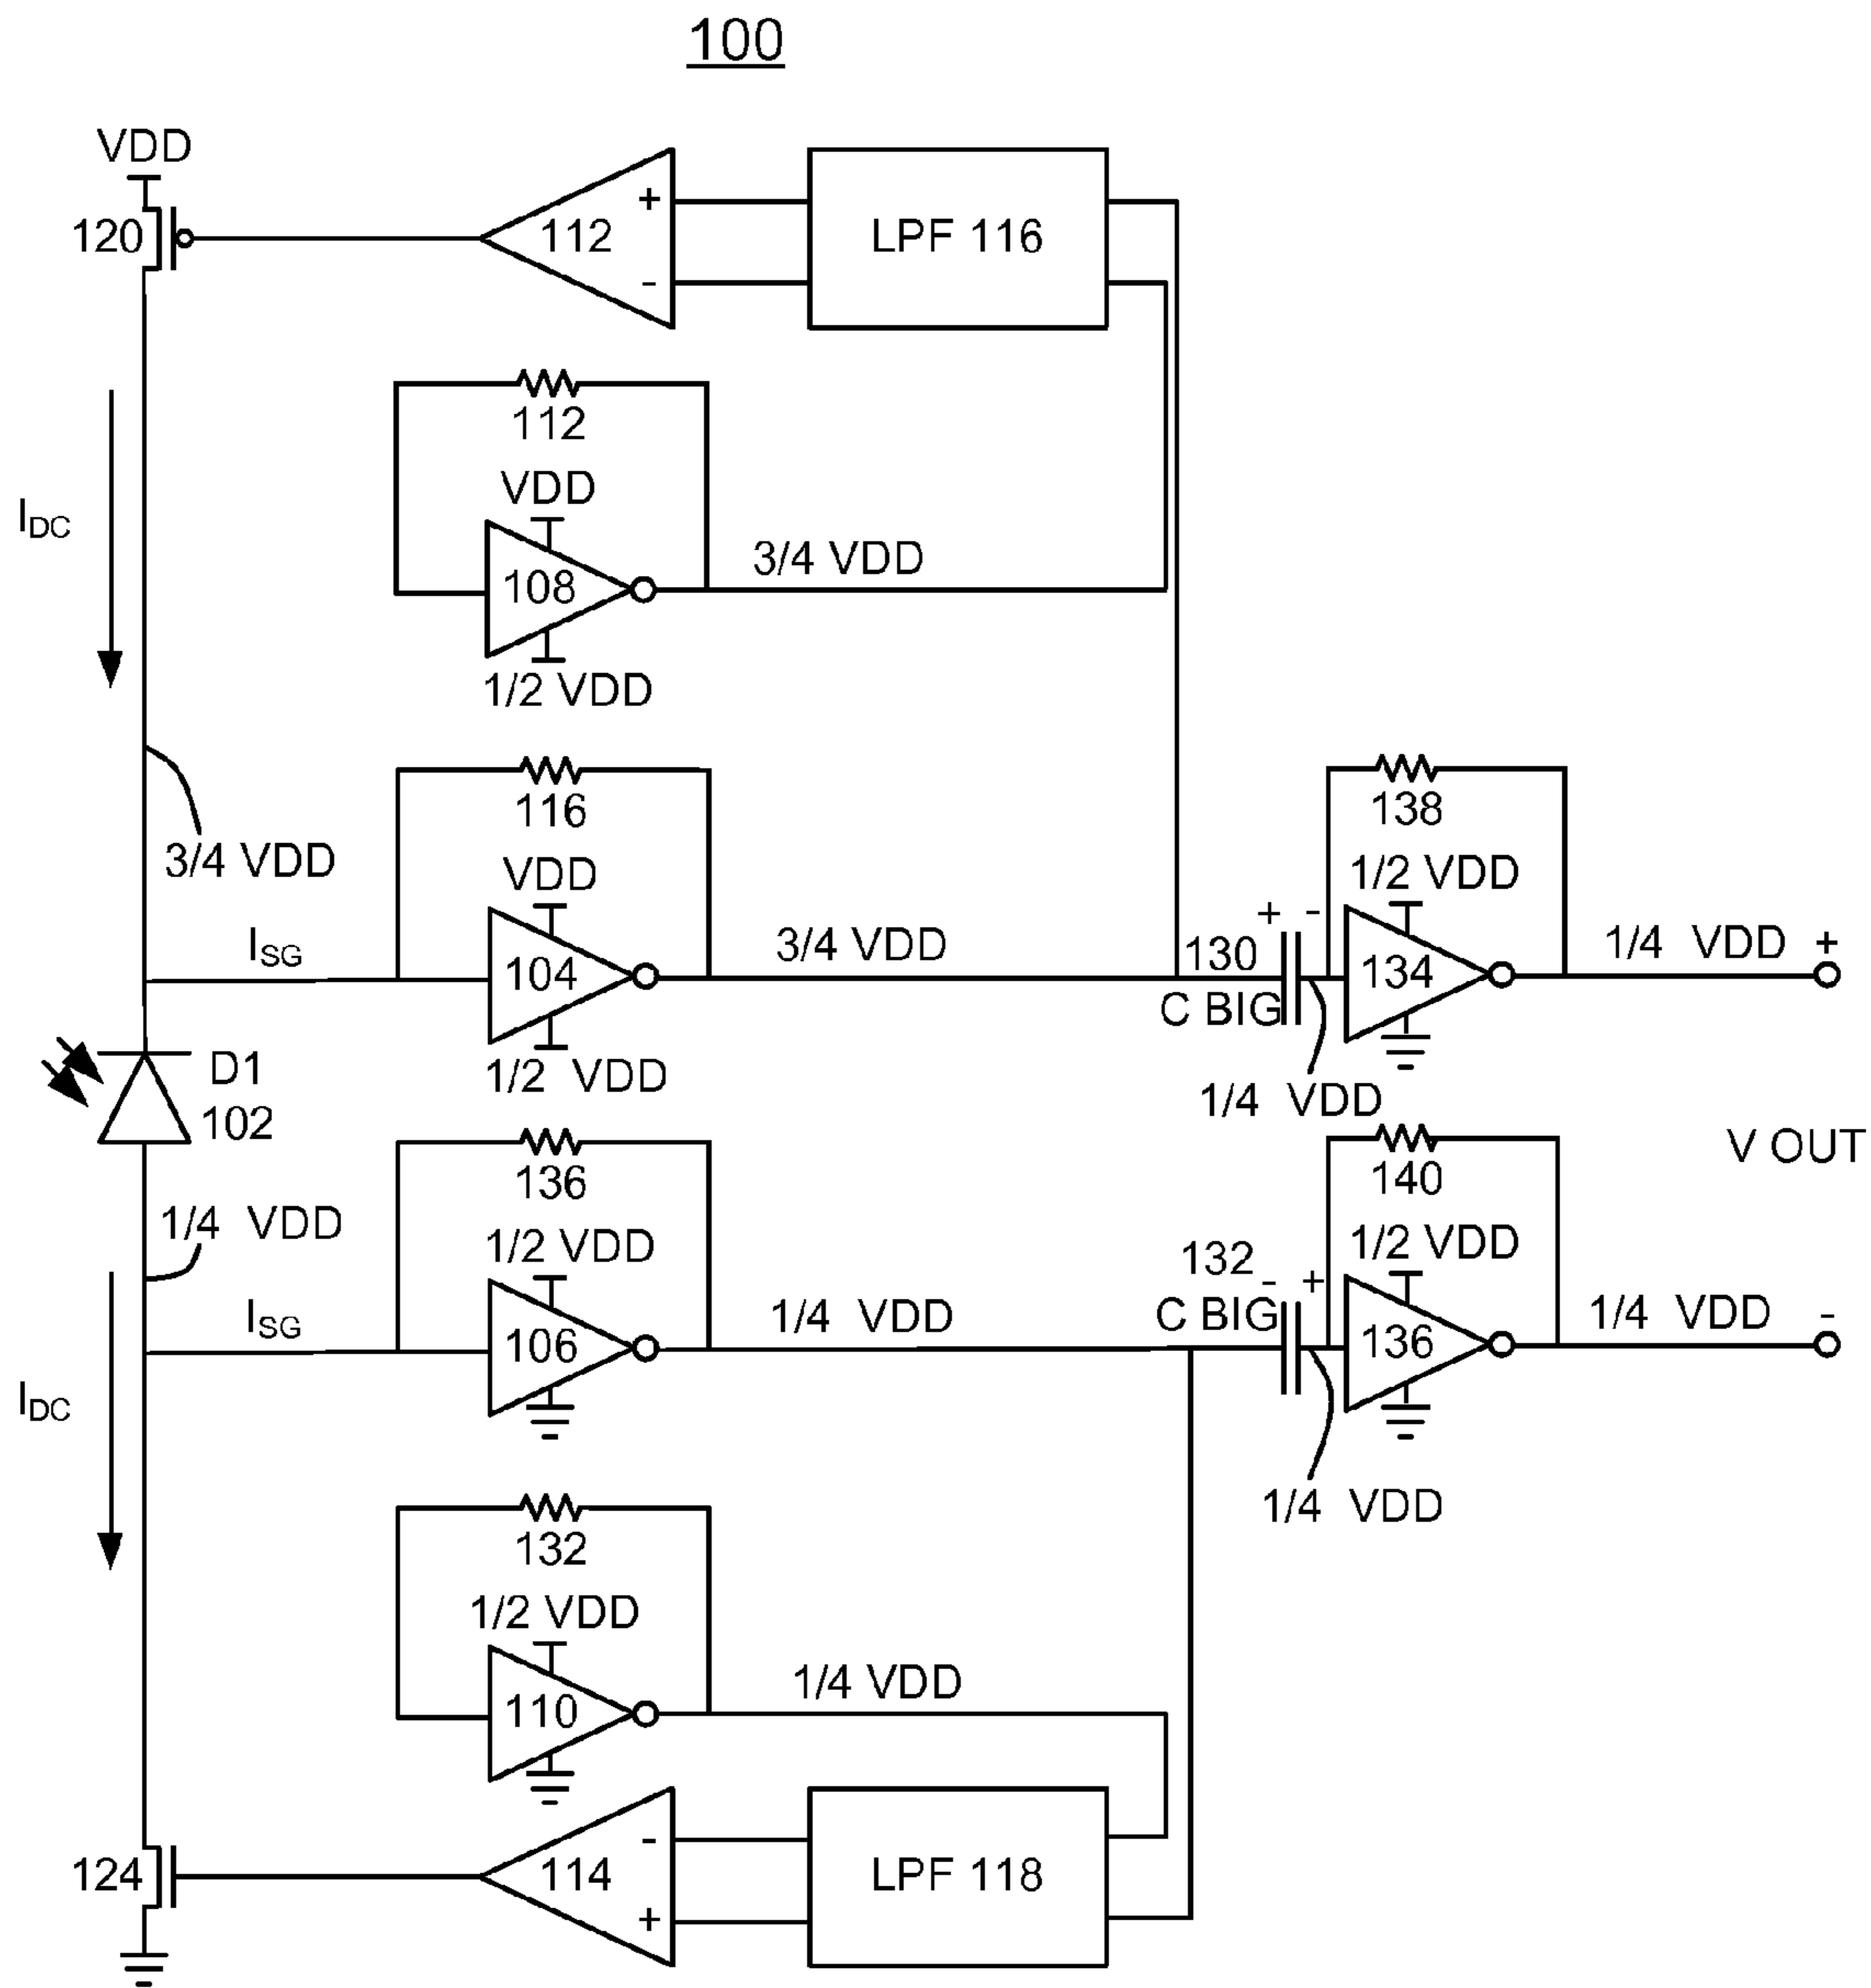 100
VDD
120
+
112
-
LPF 116
112
VDD
108
3/4 VDD
1/2 VDD
IDC
3/4 VDD
116
VDD
ISG
104
3/4 VDD
1/2 VDD
130
C BIG
+ -
138
1/2 VDD
134
1/4 VDD +
1/4 VDD
D1
102
136
1/4 VDD
1/2 VDD
ISG
106
1/4 VDD
132
C BIG
- +
140
V OUT
1/2 VDD
136
1/4 VDD -
1/4 VDD
IDC
132
1/2 VDD
110
1/4 VDD
124
-
114
+
LPF 118